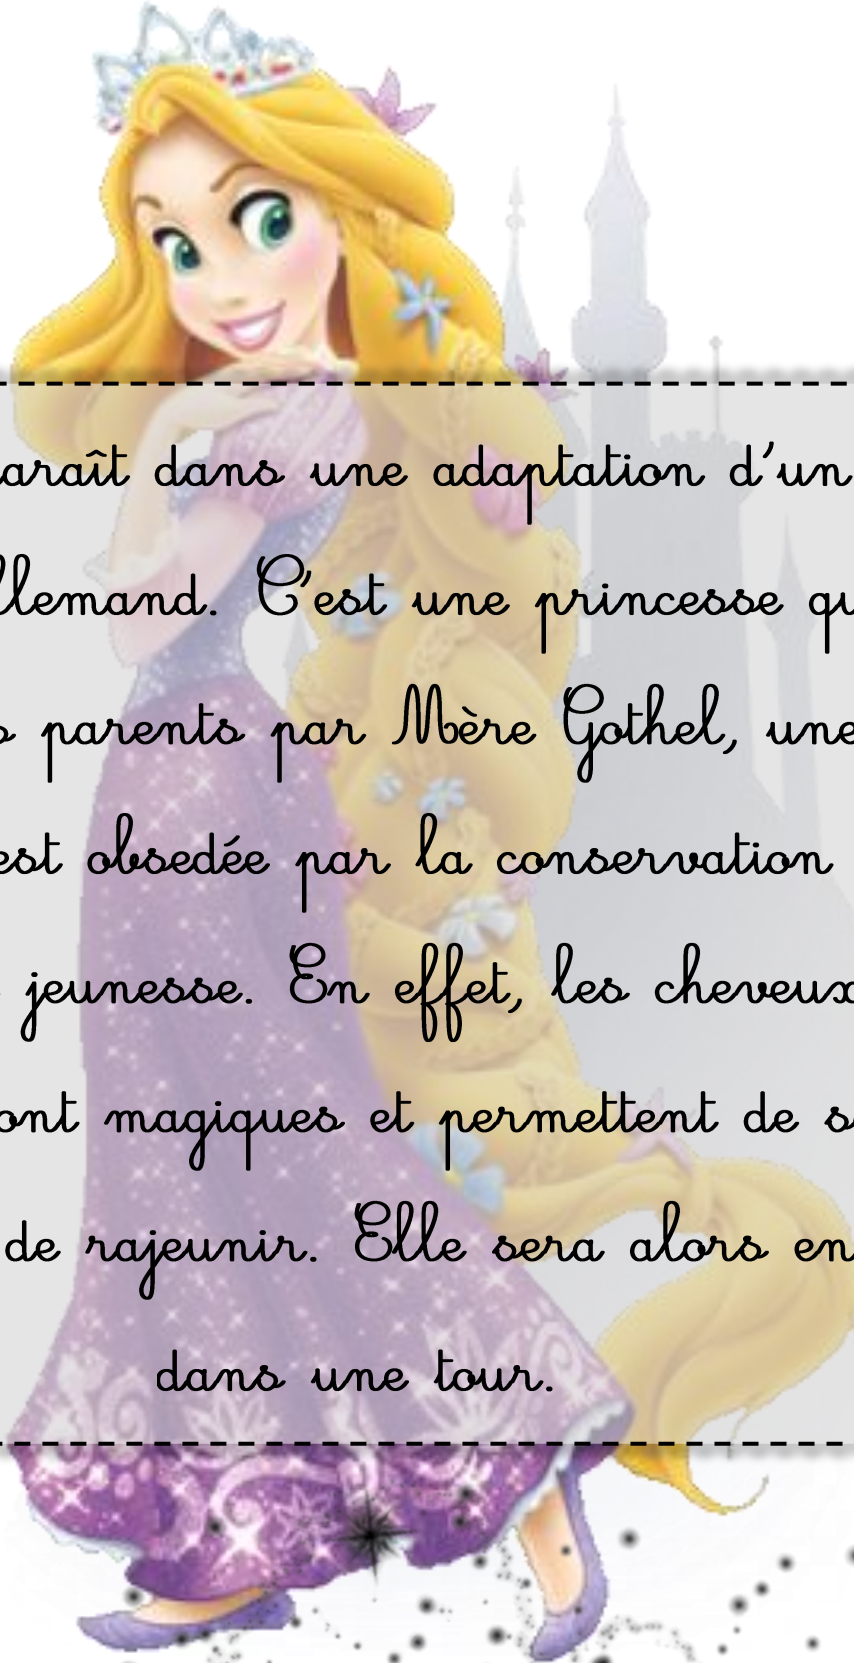 araît dans une adaptation d'un
llemand. C'est une princesse qu
s parents par Mère Gothel, une
est obsedée par la conservation
jeunesse. En effet, les cheveux
ont magiques et permettent de s
de rajeunir. Elle sera alors en
dans une tour.